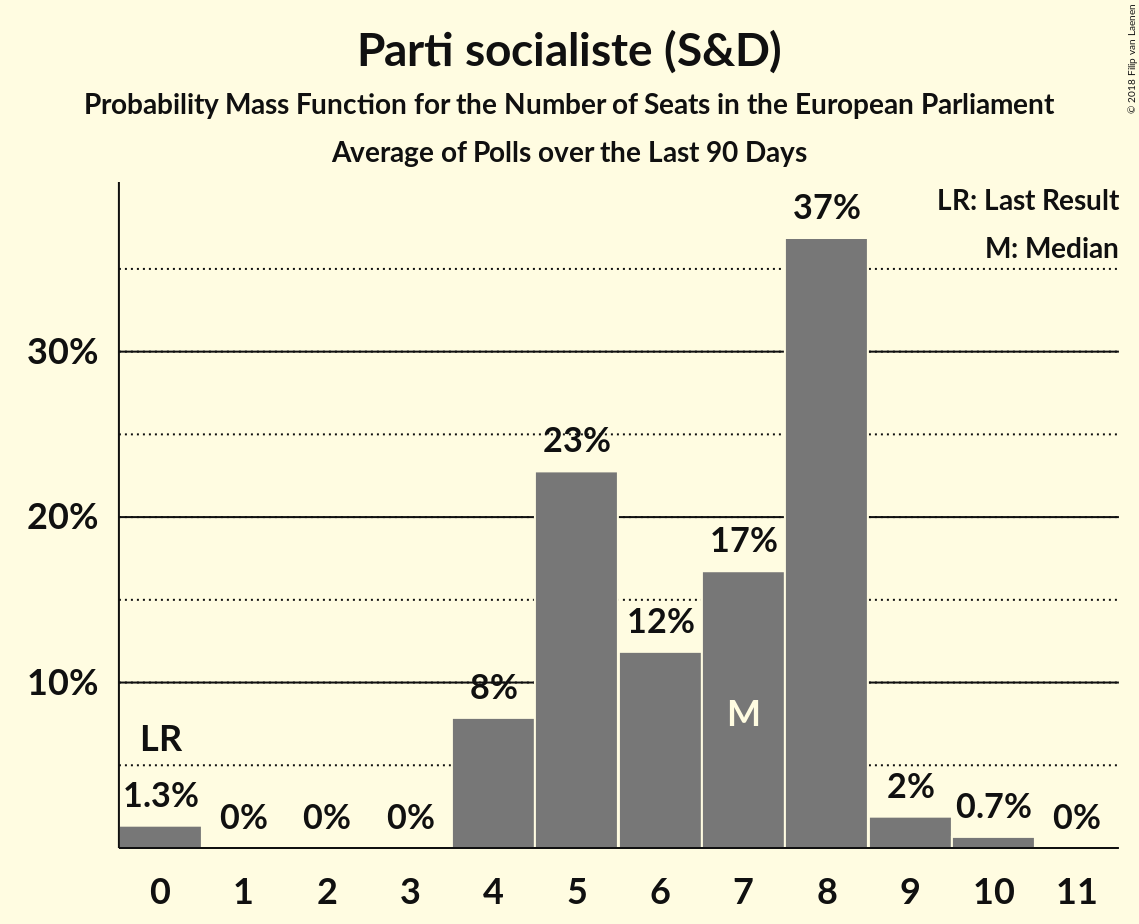 Parti socialiste (S&D)
Probability Mass Function for the Number of Seats in the European Parliament
Average of Polls over the Last 90 Days
© 2018 Filip van Laenen
LR: Last Result
M: Median
37%
30%
23%
20%
17%
12%
10%
8%
M
LR
1.3%
0%
0%
0%
2%
0.7%
0%
0 1 2 3 4 5 6 7 8 9 10 11